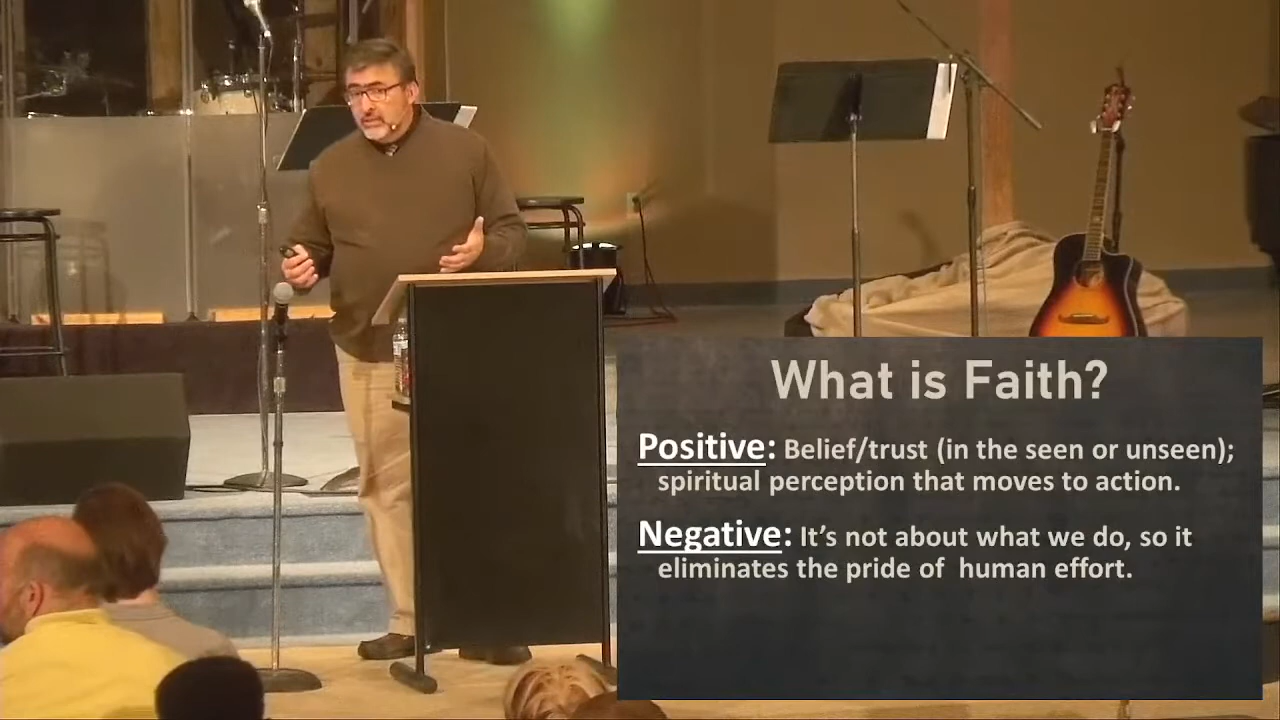 What is Faith?
Positive: Belief/trust (in the seen or unseen);
spiritual perception that moves to action.
Negative: It's not about what we do, so it
eliminates the pride of  human effort.